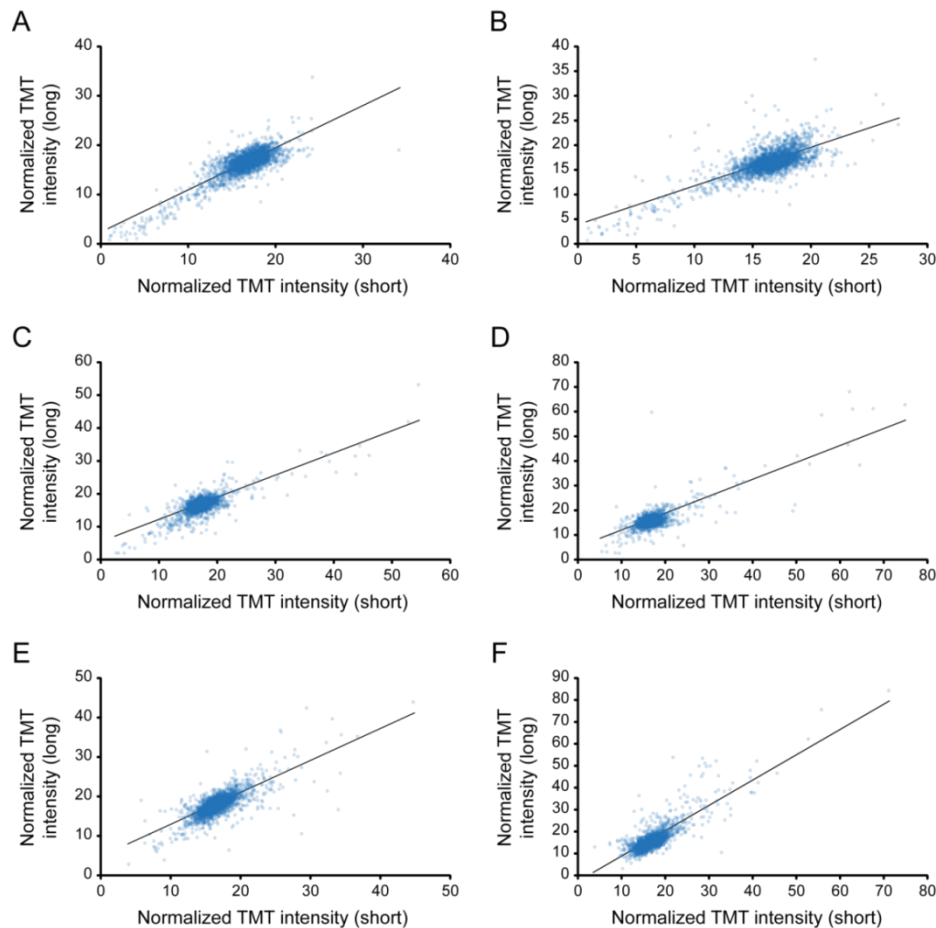 A
Normalized TMT
intensity (long)
40
30
20
10
0
0 10 20 30 40
Normalized TMT intensity (short)
B
Normalized TMT
intensity (long)
40
35
30
25
20
15
10
5
0
0 5 10 15 20 25 30
Normalized TMT intensity (short)
C
Normalized TMT
intensity (long)
60
50
40
30
20
10
0
0 10 20 30 40 50 60
Normalized TMT intensity (short)
D
Normalized TMT
intensity (long)
80
70
60
50
40
30
20
10
0
0 10 20 30 40 50 60 70 80
Normalized TMT intensity (short)
E
Normalized TMT
intensity (long)
50
40
30
20
10
0
0 10 20 30 40 50
Normalized TMT intensity (short)
F
Normalized TMT
intensity (long)
90
80
70
60
50
40
30
20
10
0
0 10 20 30 40 50 60 70 80
Normalized TMT intensity (short)